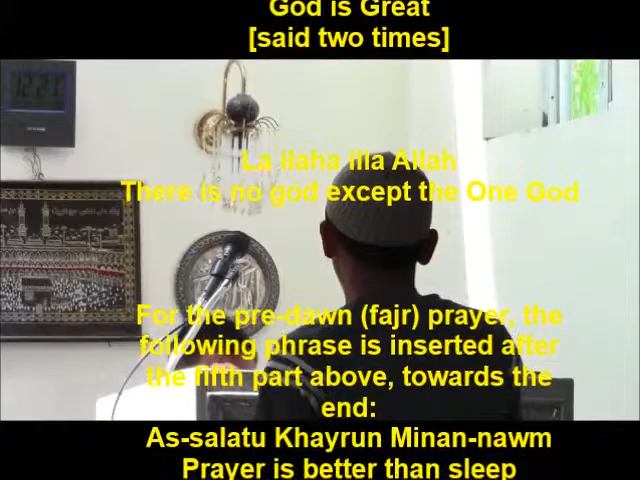 God is Great
[said two times]
12:21
La ilaha illa Allah
There is no god except the One God
For the pre-dawn (fajr) prayer, the
following phrase is inserted after
the fifth part above, towards the
end:
As-salatu Khayrun Minan-nawm
Prayer is better than sleep